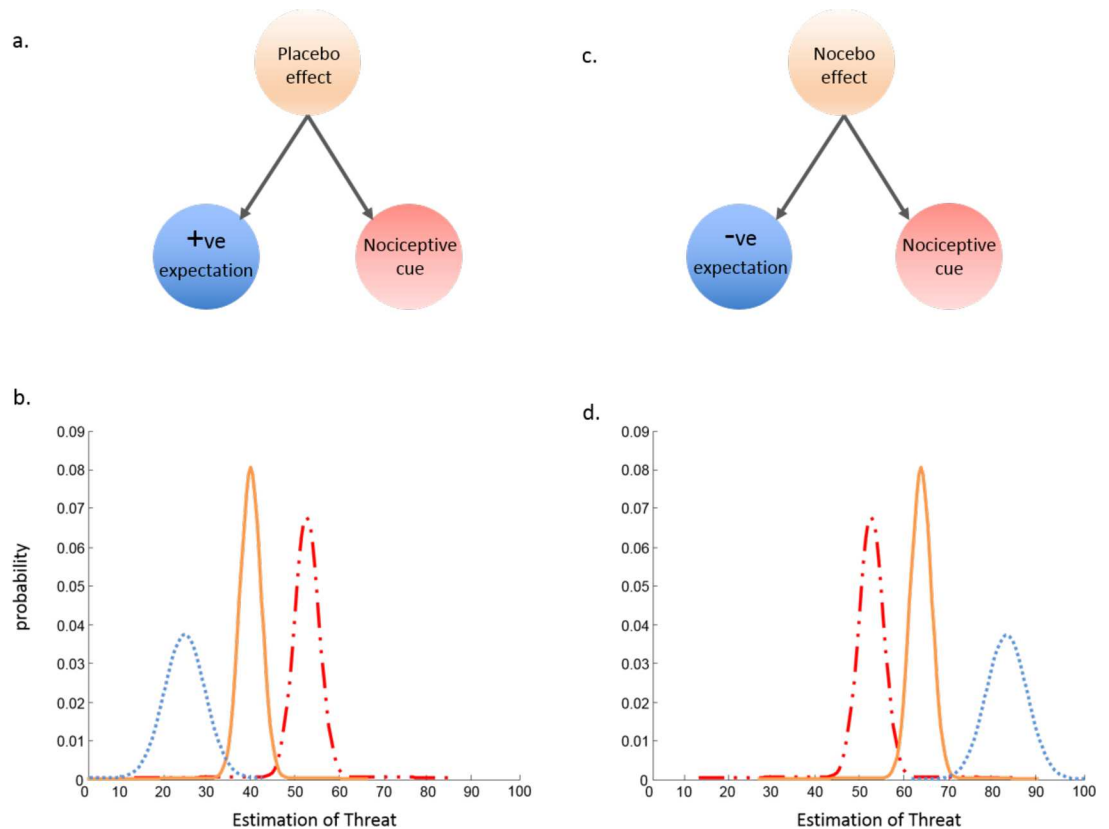 a.
Placebo
effect
+ve
expectation
Nociceptive
cue
c.
Nocebo
effect
-ve
expectation
Nociceptive
cue
b.
0.09
0.08
0.07
0.06
0.05
0.04
0.03
0.02
0.01
0
probability
0 10 20 30 40 50 60 70 80 90 100
Estimation of Threat
d.
0.09
0.08
0.07
0.06
0.05
0.04
0.03
0.02
0.01
0
0 10 20 30 40 50 60 70 80 90 100
Estimation of Threat